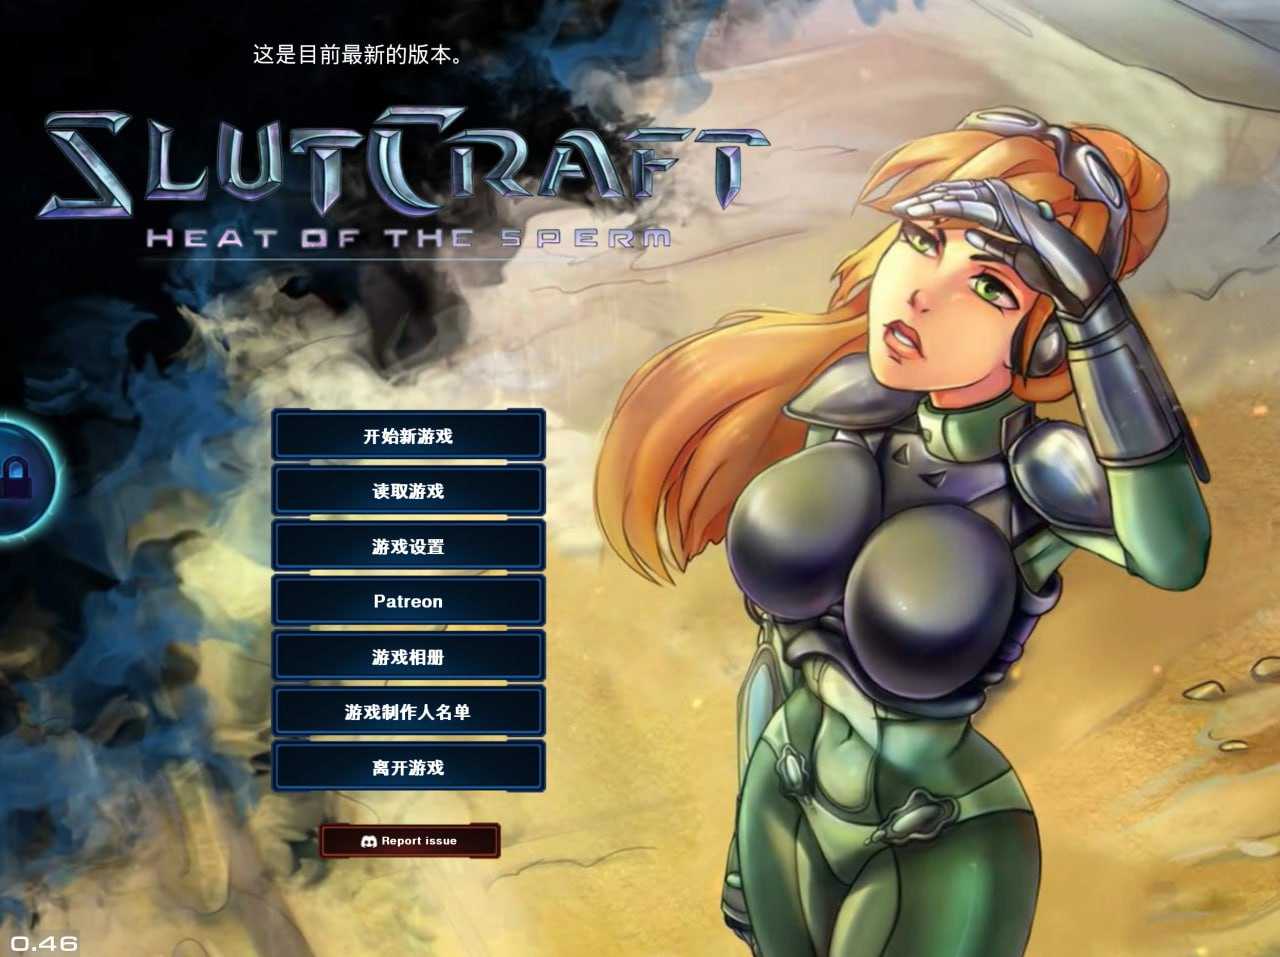 这是目前最新的版本。
SLUTCRAFT
HEAT OF THE SPERM
开始新游戏
读取游戏
游戏设置
Patreon
游戏相册
游戏制作人名单
离开游戏
Report issue
0.46